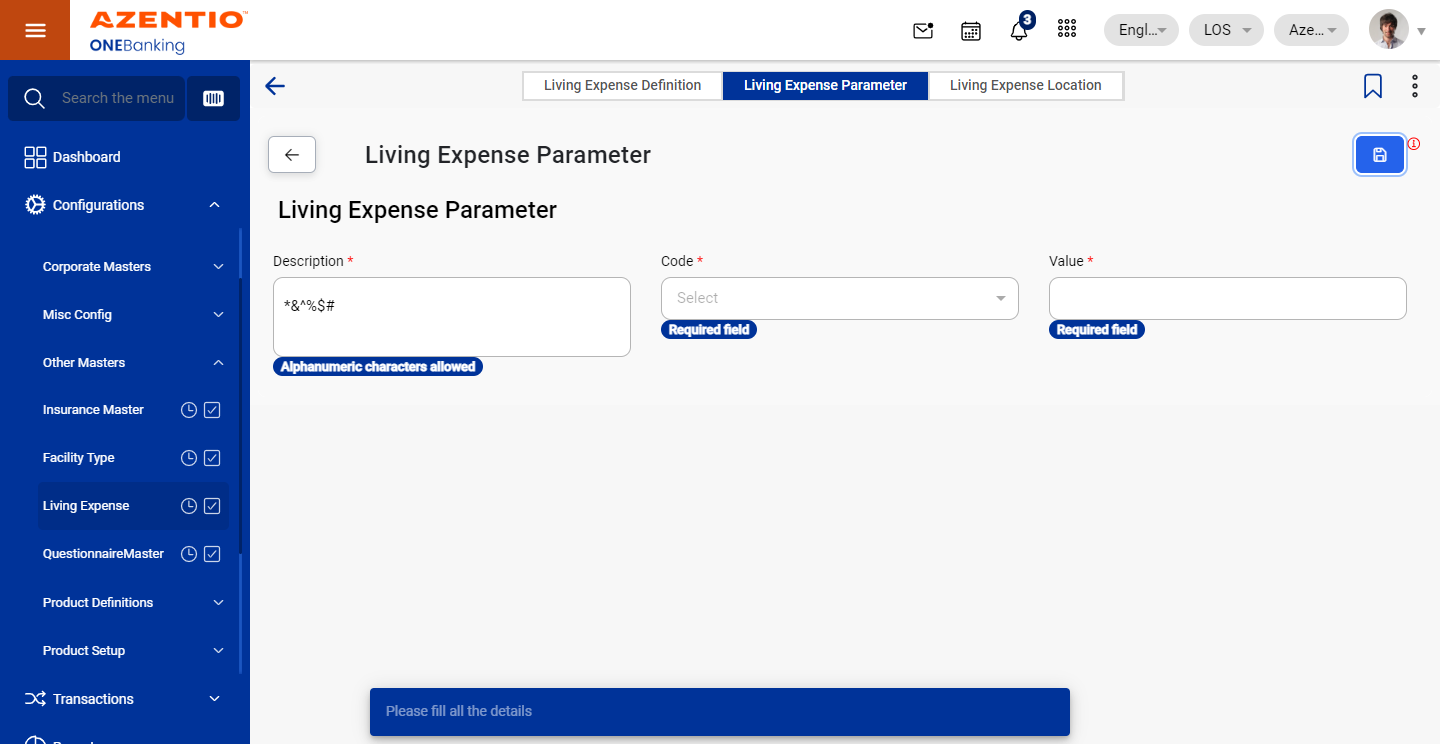 AZENTIO™
ONEBanking
3
Engl...
LOS
Aze...
Search the menu
Dashboard
Configurations
Corporate Masters
Misc Config
Other Masters
Insurance Master
Facility Type
Living Expense
QuestionnaireMaster
Product Definitions
Product Setup
Transactions
Living Expense Definition
Living Expense Parameter
Living Expense Location
Living Expense Parameter
Living Expense Parameter
Description *
Code *
Value *
*&^%$#
Select
Alphanumeric characters allowed
Required field
Required field
Please fill all the details